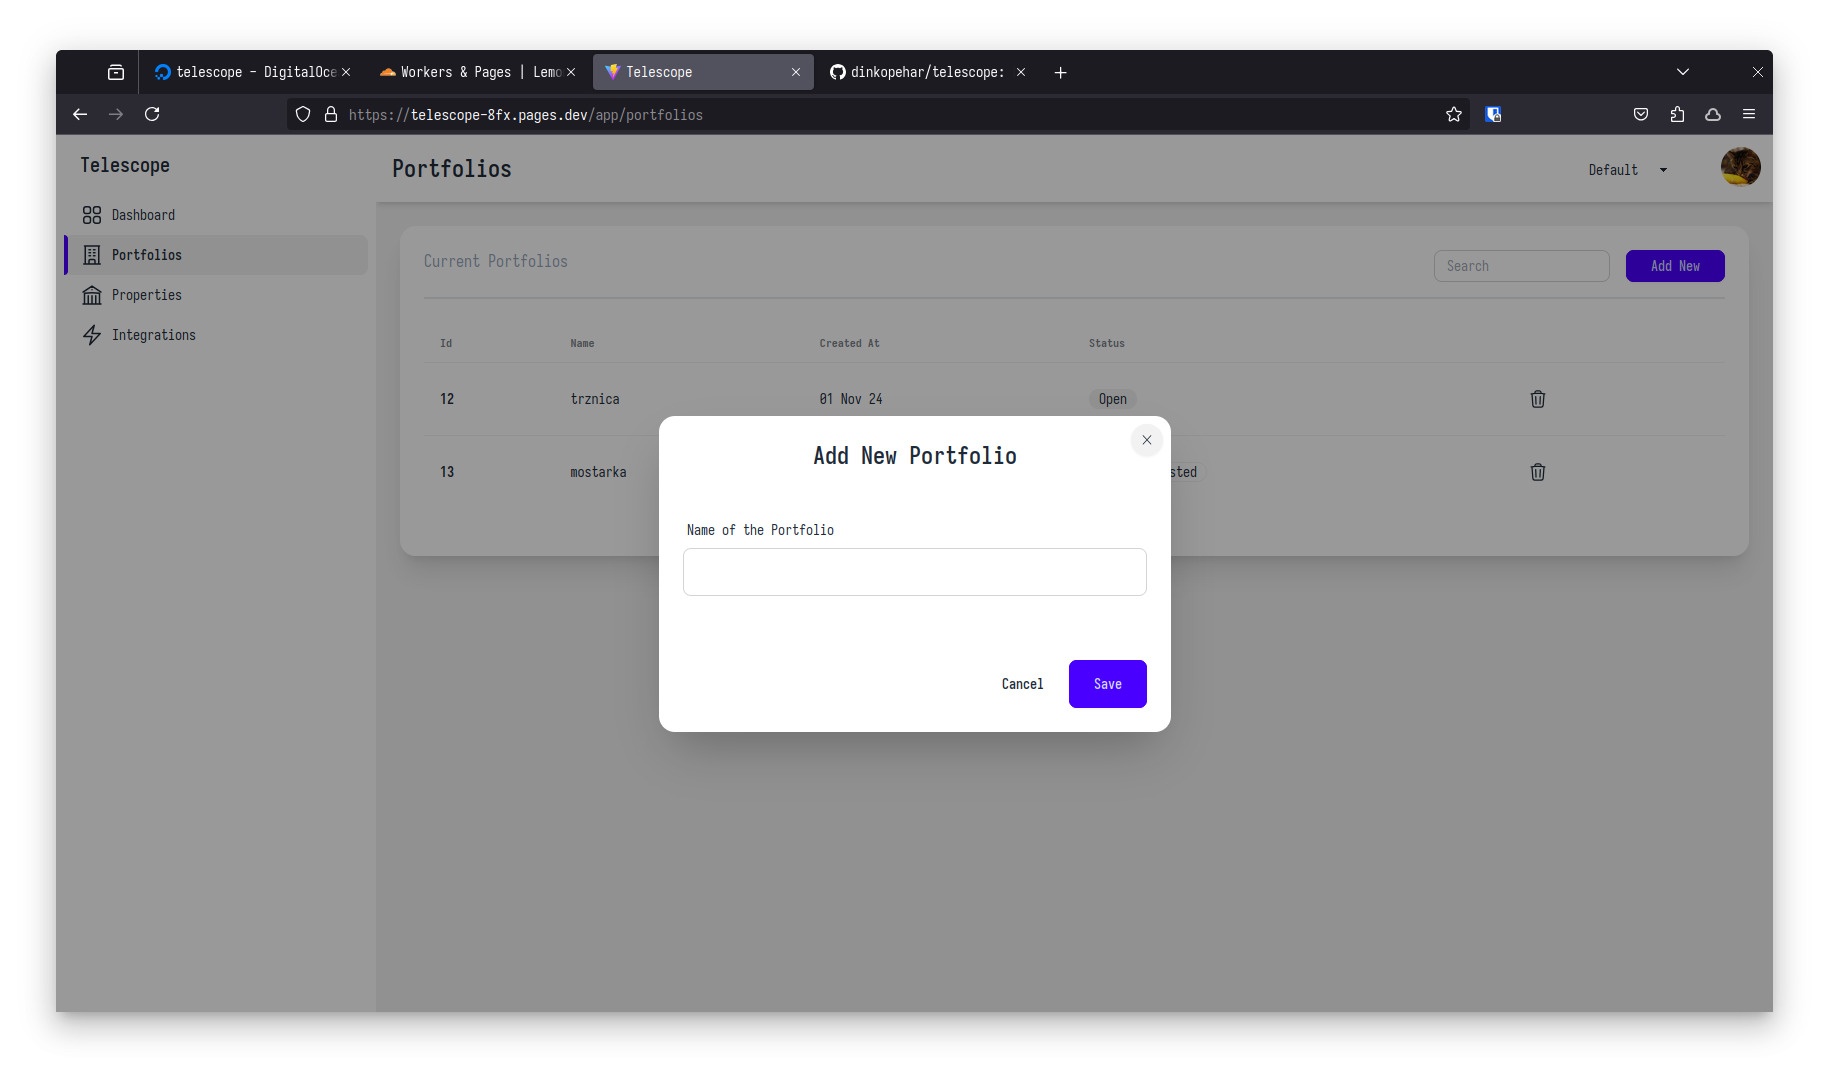 telescope - DigitalOce
Workers & Pages | Lemo
Telescope
dinkopehar/telescope:
https://telescope-8fx.pages.dev/app/portfolios
Telescope
Dashboard
Portfolios
Properties
Integrations
Portfolios
Default
Current Portfolios
Search
Add New
Id Name Created At Status
12 trznica 01 Nov 24 Open
13 mostarka sted
Add New Portfolio
Name of the Portfolio
Cancel
Save